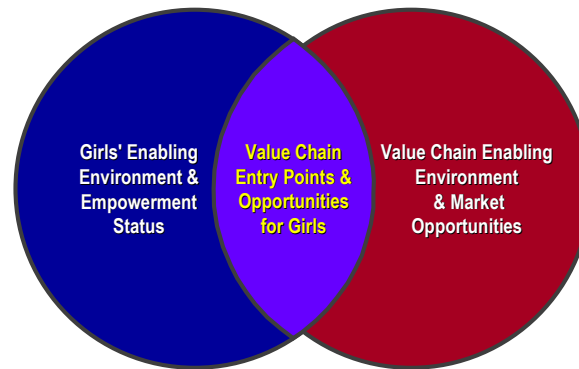 Girls' Enabling
Environment &
Empowerment
Status
Value Chain
Entry Points &
Opportunities
for Girls
Value Chain Enabling
Environment
& Market
Opportunities